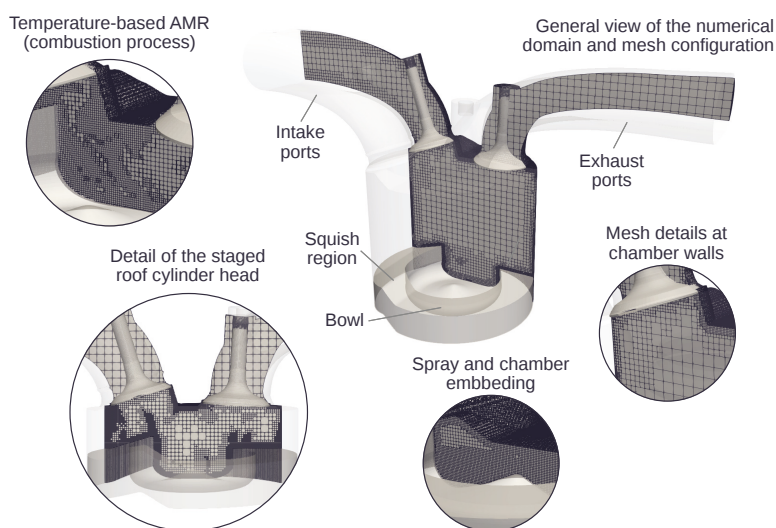 Temperature-based AMR
(combustion process)
General view of the numerical
domain and mesh configuration
Intake
ports
Exhaust
ports
Squish
region
Mesh details at
chamber walls
Detail of the staged
roof cylinder head
Bowl
Spray and chamber
embbeding